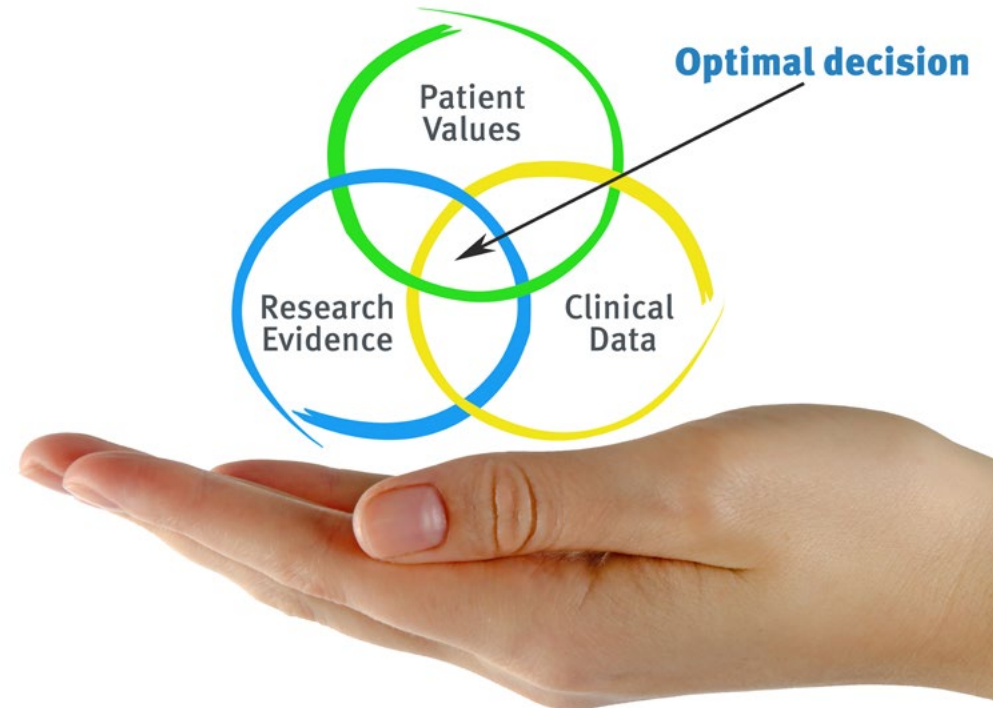 Optimal decision
Patient
Values
Research
Evidence
Clinical
Data